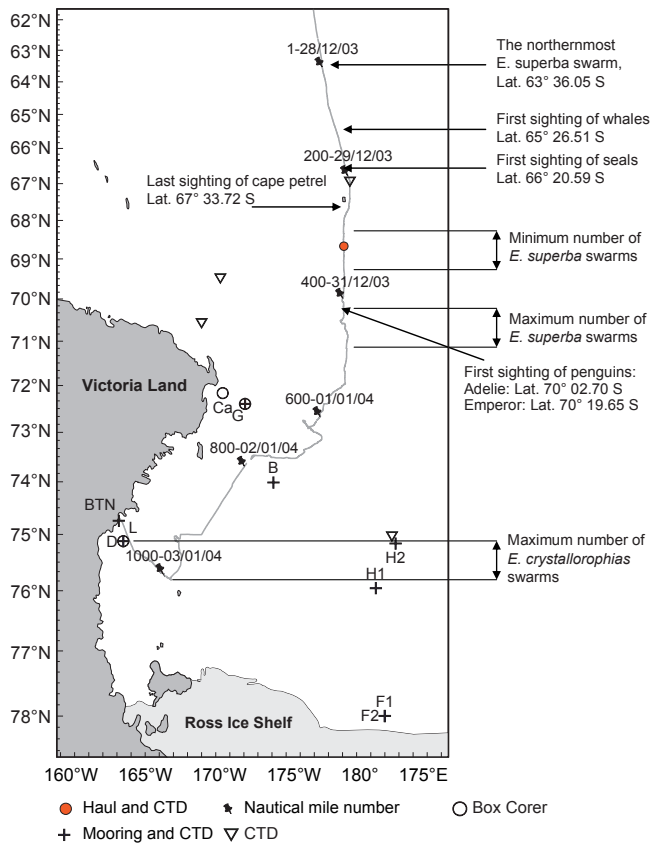 62°N
63°N
64°N
65°N
66°N
67°N
68°N
69°N
70°N
71°N
72°N
73°N
74°N
75°N
76°N
77°N
78°N
1-28/12/03
The northernmost
E. superba swarm,
Lat. 63° 36.05 S
First sighting of whales
Lat. 65° 26.51 S
200-29/12/03
First sighting of seals
Lat. 66° 20.59 S
Last sighting of cape petrel
Lat. 67° 33.72 S
Minimum number of
E. superba swarms
400-31/12/03
Maximum number of
E. superba swarms
First sighting of penguins:
Adelie: Lat. 70° 02.70 S
Emperor: Lat. 70° 19.65 S
Victoria Land
Ca
G
600-01/01/04
800-02/01/04
B
BTN
L
D
1000-03/01/04
H2
H1
Maximum number of
E. crystallorophias
swarms
F1
F2
Ross Ice Shelf
160°W
165°W
170°W
175°W
180°
175°E
Haul and CTD
Nautical mile number
Box Corer
Mooring and CTD
CTD